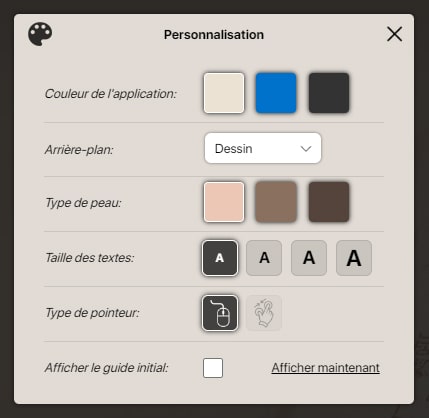 Personnalisation
Couleur de l'application:
Arrière-plan: Dessin
Type de peau:
Taille des textes: A A A A
Type de pointeur:
Afficher le guide initial: Afficher maintenant